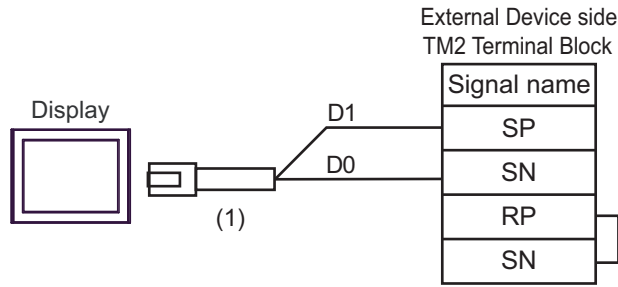 External Device side
TM2 Terminal Block
Signal name
Display
D1
SP
D0
SN
(1)
RP
SN